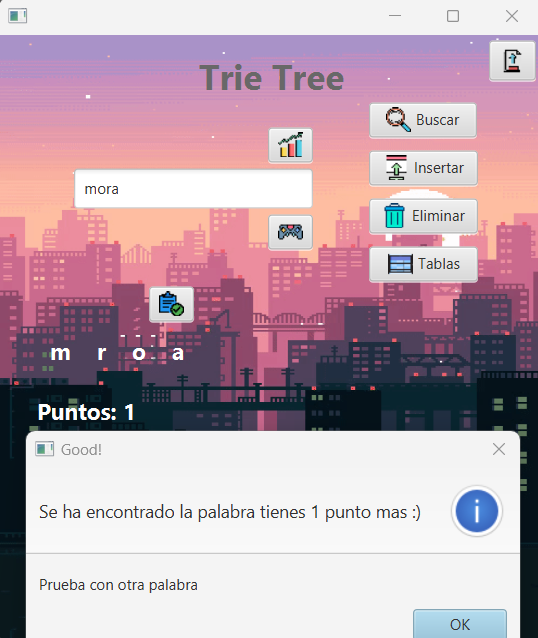 Trie Tree
Buscar
Insertar
mora
Eliminar
Tablas
m r o a
Puntos: 1
Good!
Se ha encontrado la palabra tienes 1 punto mas :)
Prueba con otra palabra
OK